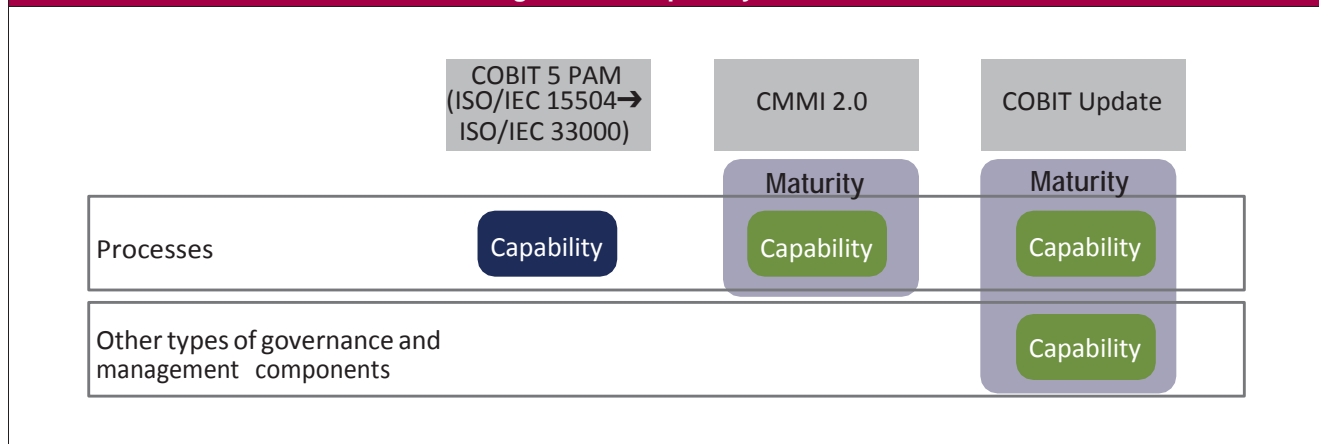 COBIT 5 PAM
(ISO/IEC 15504➔
ISO/IEC 33000)
CMMI 2.0
COBIT Update
Maturity
Maturity
Processes
Capability
Capability
Capability
Other types of governance and
management components
Capability